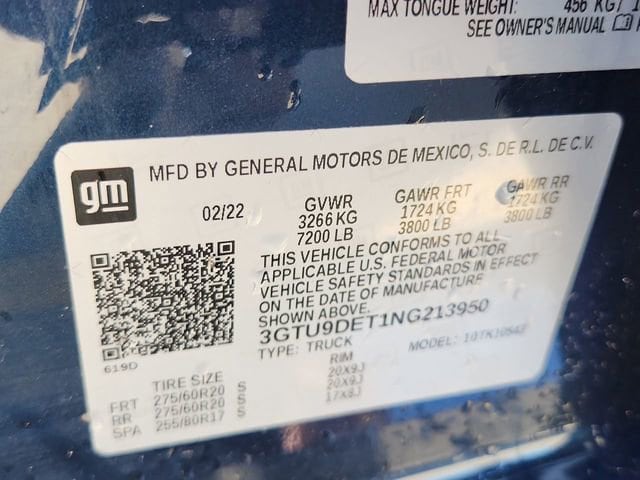 MAX TONGUE WEIGHT: 456 KG/
SEE OWNER'S MANUAL
gm
MFD BY GENERAL MOTORS DE MEXICO, S. DE R.L. DE C.V.
02/22 GVWR GAWR FRT GAWR RR
3266 KG 1724 KG 1724 KG
7200 LB 3800 LB 3800 LB
THIS VEHICLE CONFORMS TO ALL
APPLICABLE U.S. FEDERAL MOTOR
VEHICLE SAFETY STANDARDS IN EFFECT
ON THE DATE OF MANUFACTURE
SHOWN ABOVE.
3GTU9DET1NG213950
TYPE: TRUCK MODEL: 10TK10543
619D
TIRE SIZE RIM
FRT 275/60R20 S 20X9J
RR 275/60R20 S 20X9J
SPA 255/80R17 S 17X8J